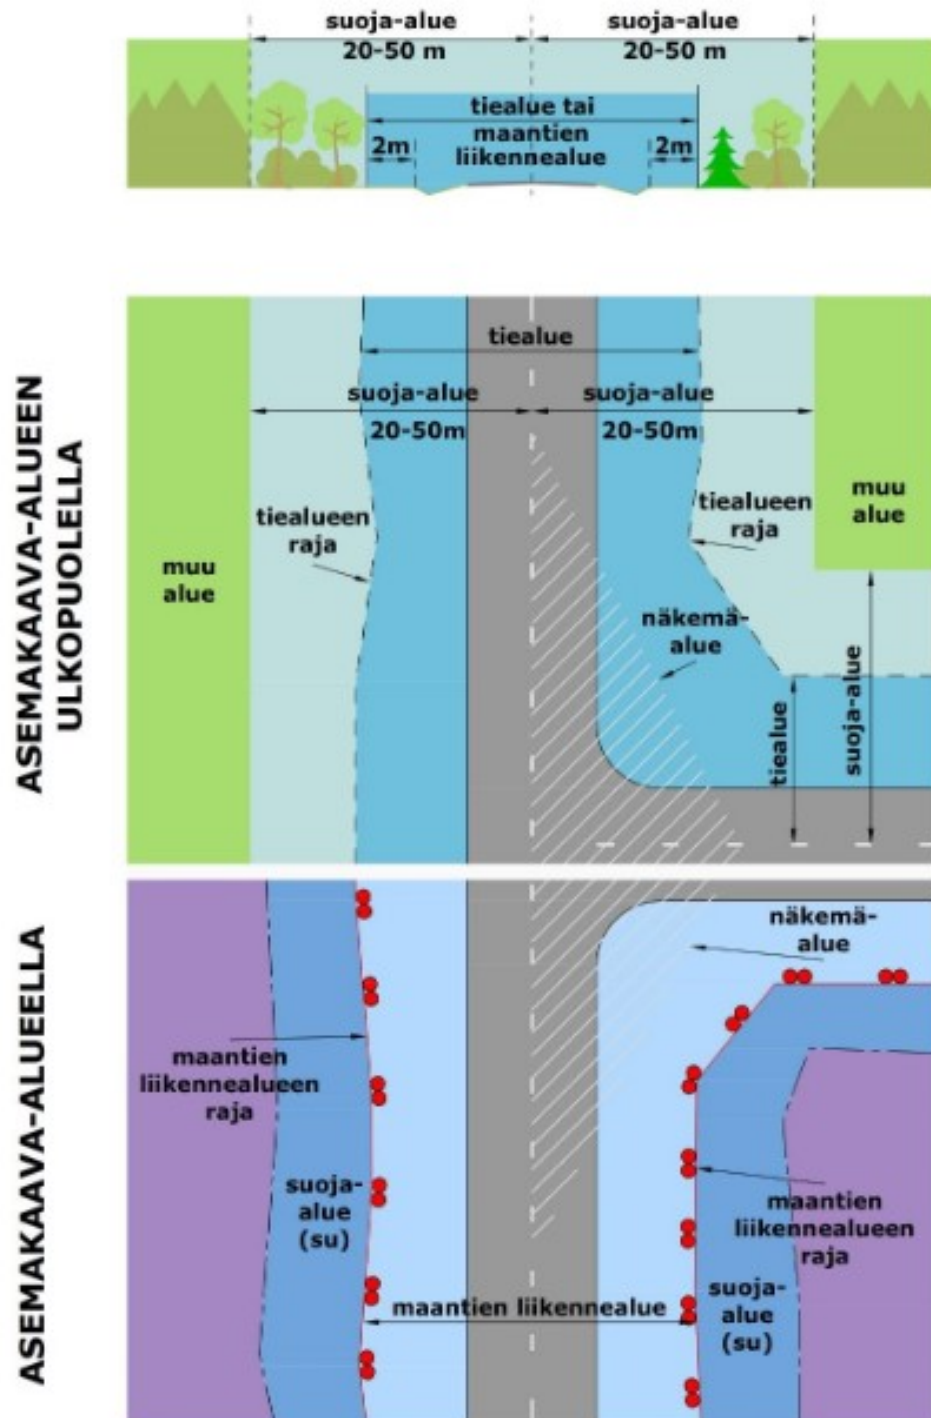 suoja-alue
20-50 m
suoja-alue
20-50 m
tiealue tai
maantien
liikennealue
2m
2m
ASEMAKAAVA-ALUEEN
ULKOPUOLELLA
tiealue
suoja-alue
20-50m
suoja-alue
20-50m
tiealueen
raja
tiealueen
raja
muu
alue
muu
alue
näkemä-
alue
tiealue
suoja-alue
ASEMAKAAVA-ALUEELLA
näkemä-
alue
maantien
liikennealueen
raja
suoja-
alue
(su)
maantien
liikennealueen
raja
maantien liikennealue
suoja-
alue
(su)